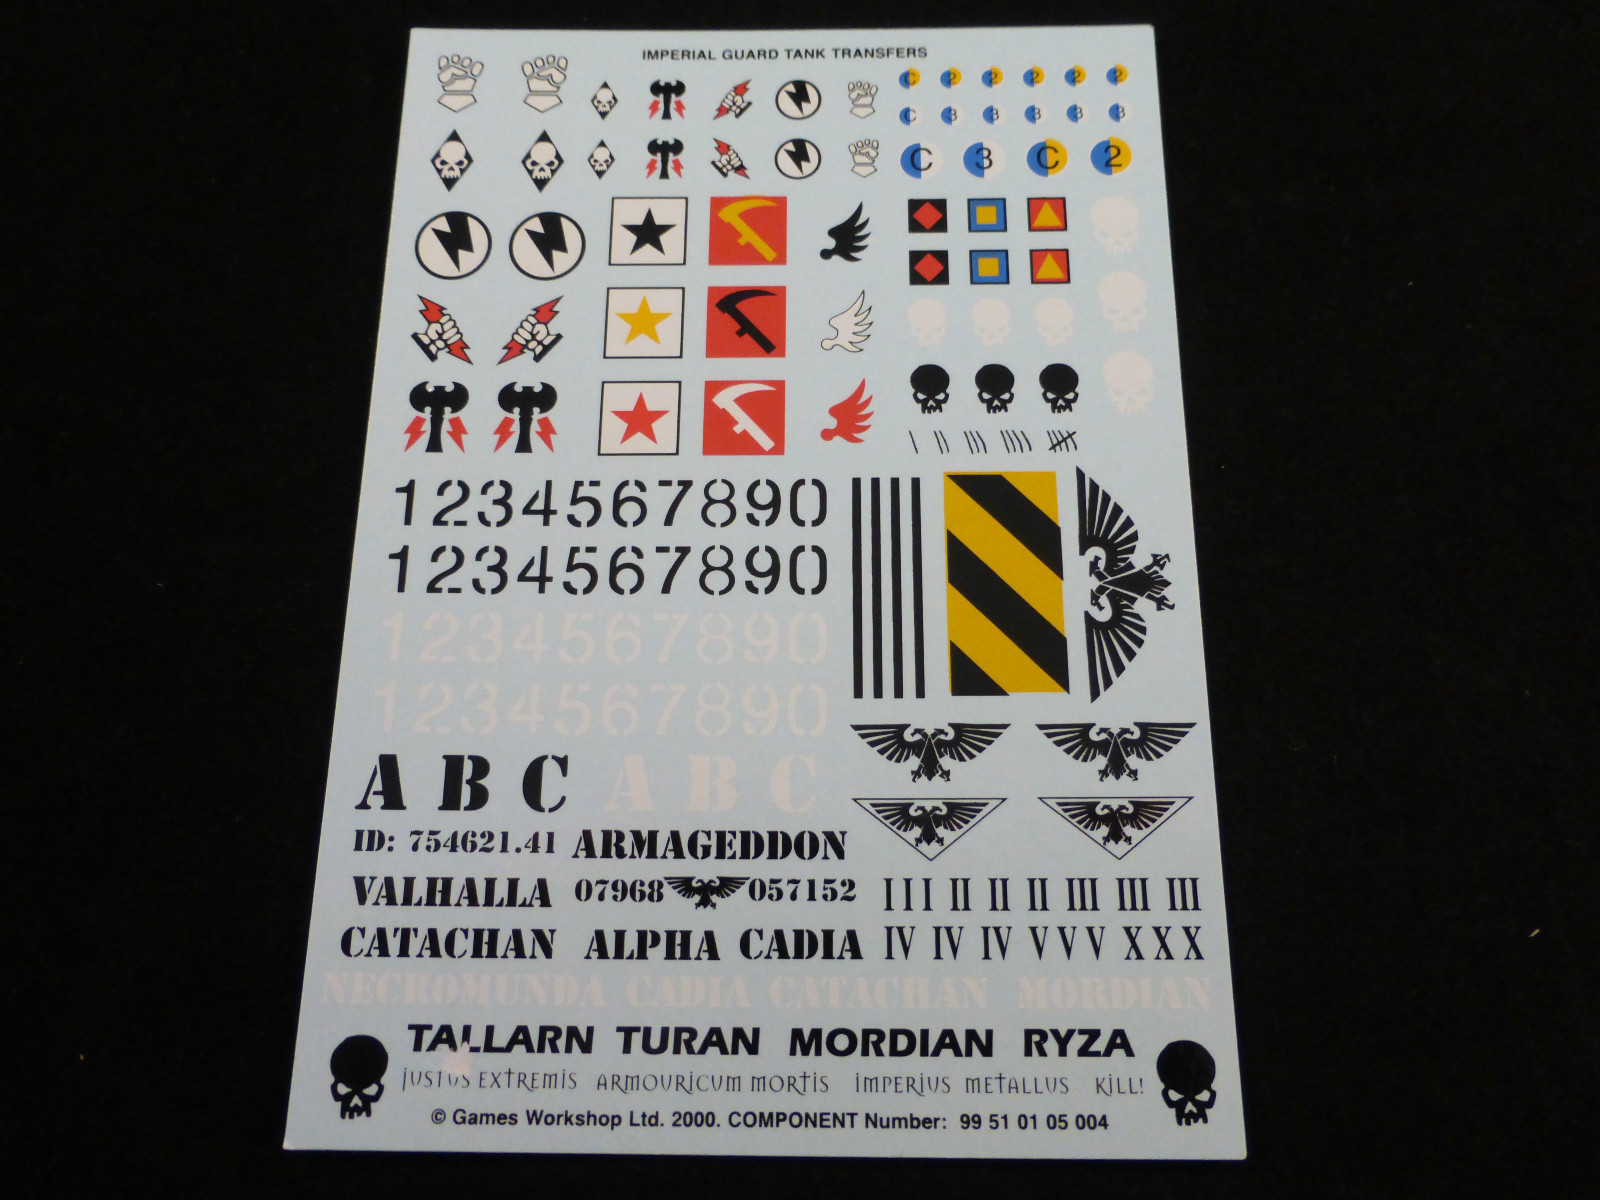 IMPERIAL GUARD TANK TRANSFERS
C 2 2 2 2 2
C 3 3 3 3 3
C 3 C 2
1234567890
1234567890
1234567890
1234567890
A B C A B C
ID: 754621.41 ARMAGEDDON
VALHALLA 07968 057152 I I I II II II III III III
CATACHAN ALPHA CADIA IV IV IV V V V X X X
NECROMUNDA CADIA CATACHAN MORDIAN
TALLARN TURAN MORDIAN RYZA
JUSTUS EXTREMIS ARMOURICUM MORTIS IMPERIUS METALLUS KILL!
© Games Workshop Ltd. 2000. COMPONENT Number: 99 51 01 05 004